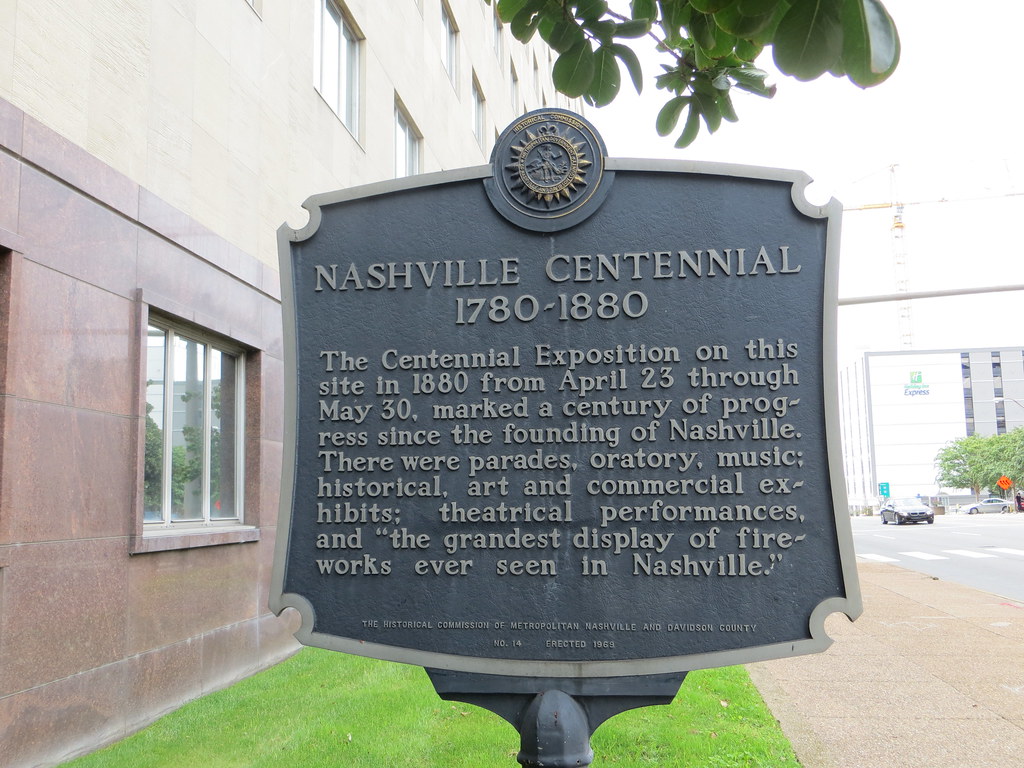 HISTORICAL COMMISSION
NASHVILLE CENTENNIAL
1780-1880
The Centennial Exposition on this
site in 1880 from April 23 through
May 30, marked a century of prog-
ress since the founding of Nashville.
There were parades, oratory, music;
historical, art and commercial ex-
hibits; theatrical performances,
and "the grandest display of fire-
works ever seen in Nashville."
THE HISTORICAL COMMISSION OF METROPOLITAN NASHVILLE AND DAVIDSON COUNTY
NO. 14 ERECTED 1968
Holiday Inn
Express